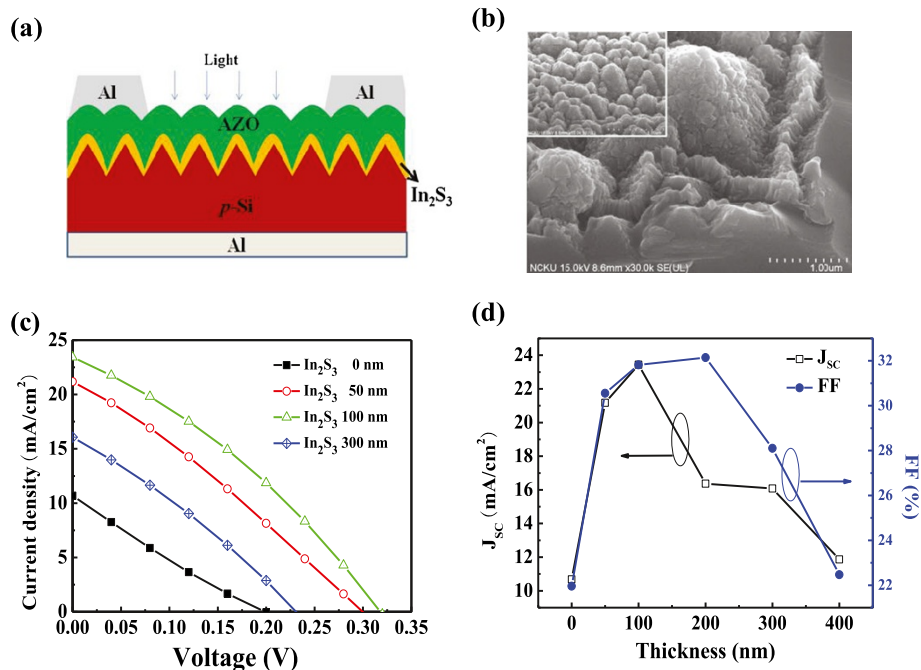 (a)
Light
Al
Al
AZO
In₂S₃
p-Si
Al
(b)
NCKU 15.0kV 8.6mm x30.0k SE(UL)
1.00um
(c)
25
20
15
10
5
0
Current density (mA/cm²)
In₂S₃ 0 nm
In₂S₃ 50 nm
In₂S₃ 100 nm
In₂S₃ 300 nm
0.00 0.05 0.10 0.15 0.20 0.25 0.30 0.35
Voltage (V)
(d)
24
22
20
18
16
14
12
10
J_SC (mA/cm²)
J_SC
FF
32
30
28
26
24
22
FF (%)
0 100 200 300 400
Thickness (nm)